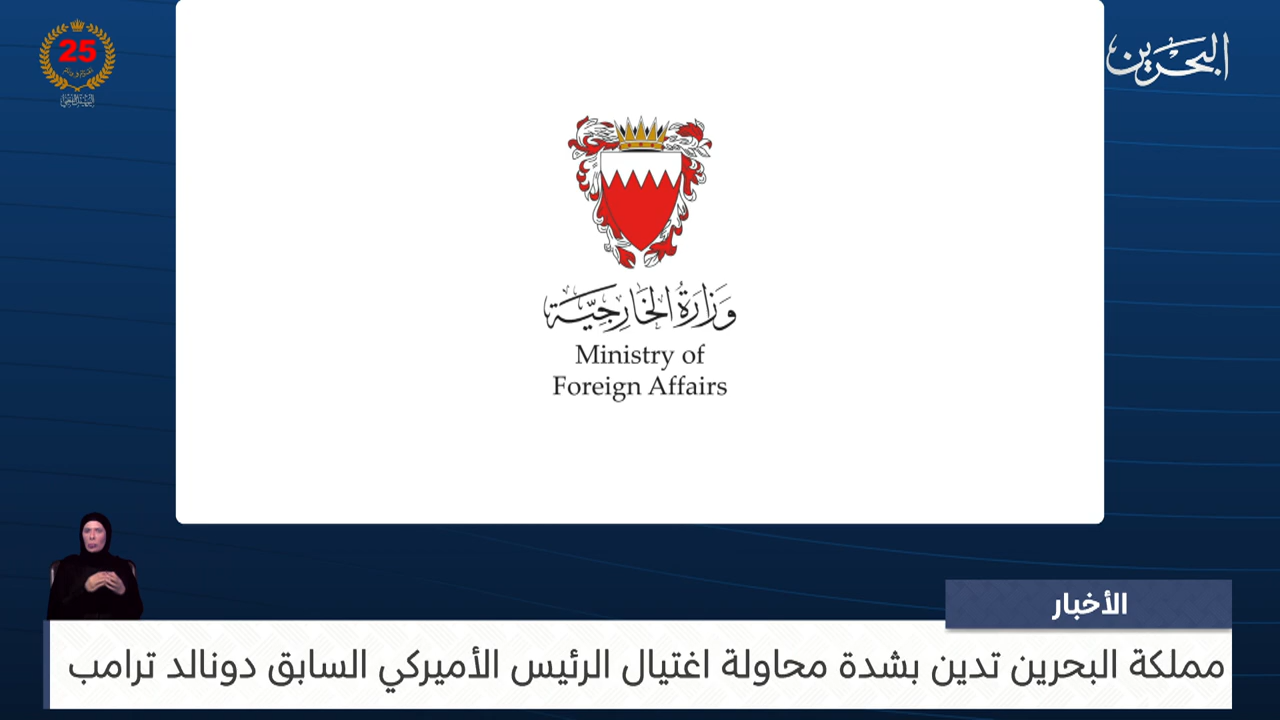 25
البحرين
وزارة الخارجية
Ministry of
Foreign Affairs
الأخبار
مملكة البحرين تدين بشدة محاولة اغتيال الرئيس الأميركي السابق دونالد ترامب